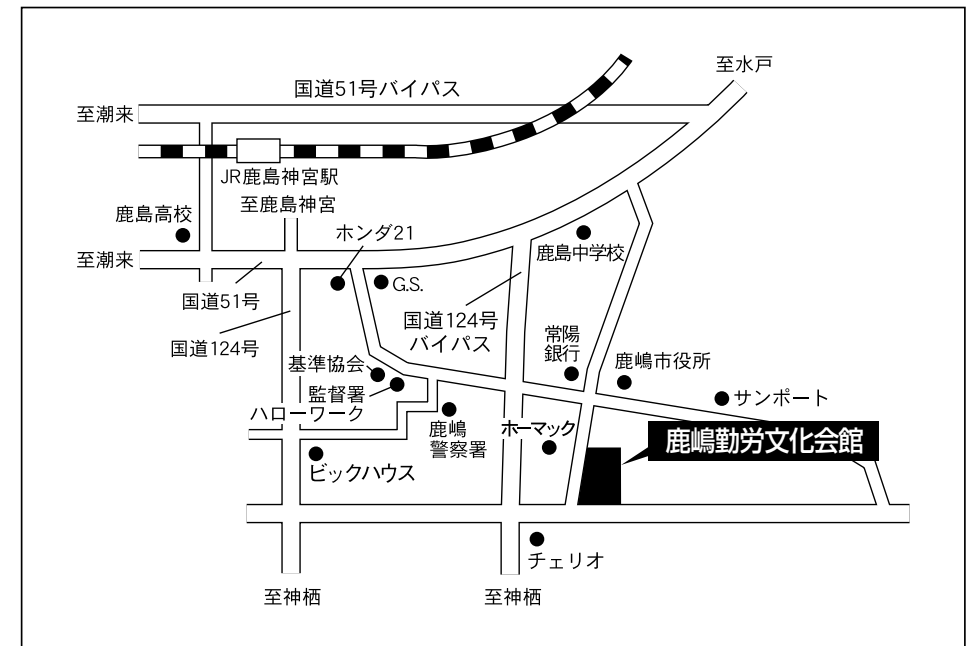 至水戸
国道51号バイパス
至潮来
JR鹿島神宮駅
至鹿島神宮
鹿島高校
ホンダ21
鹿島中学校
至潮来
G.S.
国道51号
国道124号
バイパス
国道124号
常陽
銀行
鹿嶋市役所
基準協会
監督署
サンポート
ハローワーク
鹿嶋
警察署
ホーマック
鹿嶋勤労文化会館
ビックハウス
チェリオ
至神栖
至神栖